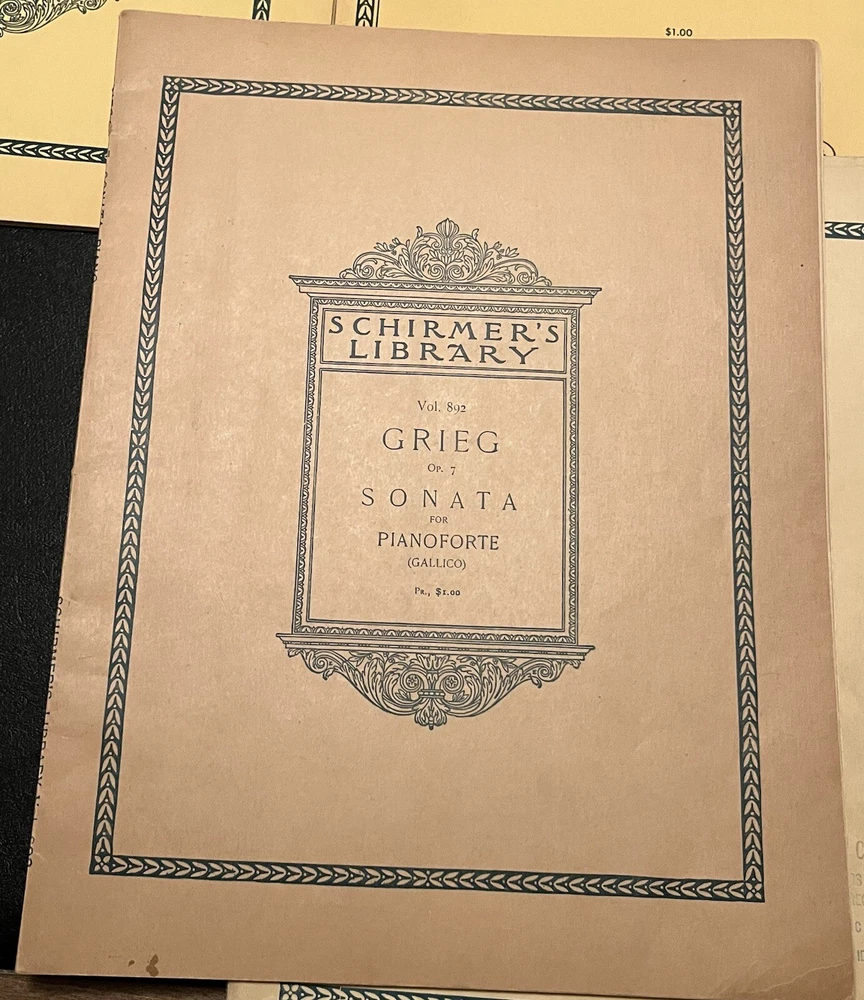 $1.00
SCHIRMER'S
LIBRARY
Vol. 892
GRIEG
Op. 7
SONATA
FOR
PIANOFORTE
(GALLICO)
Pr., $1.00